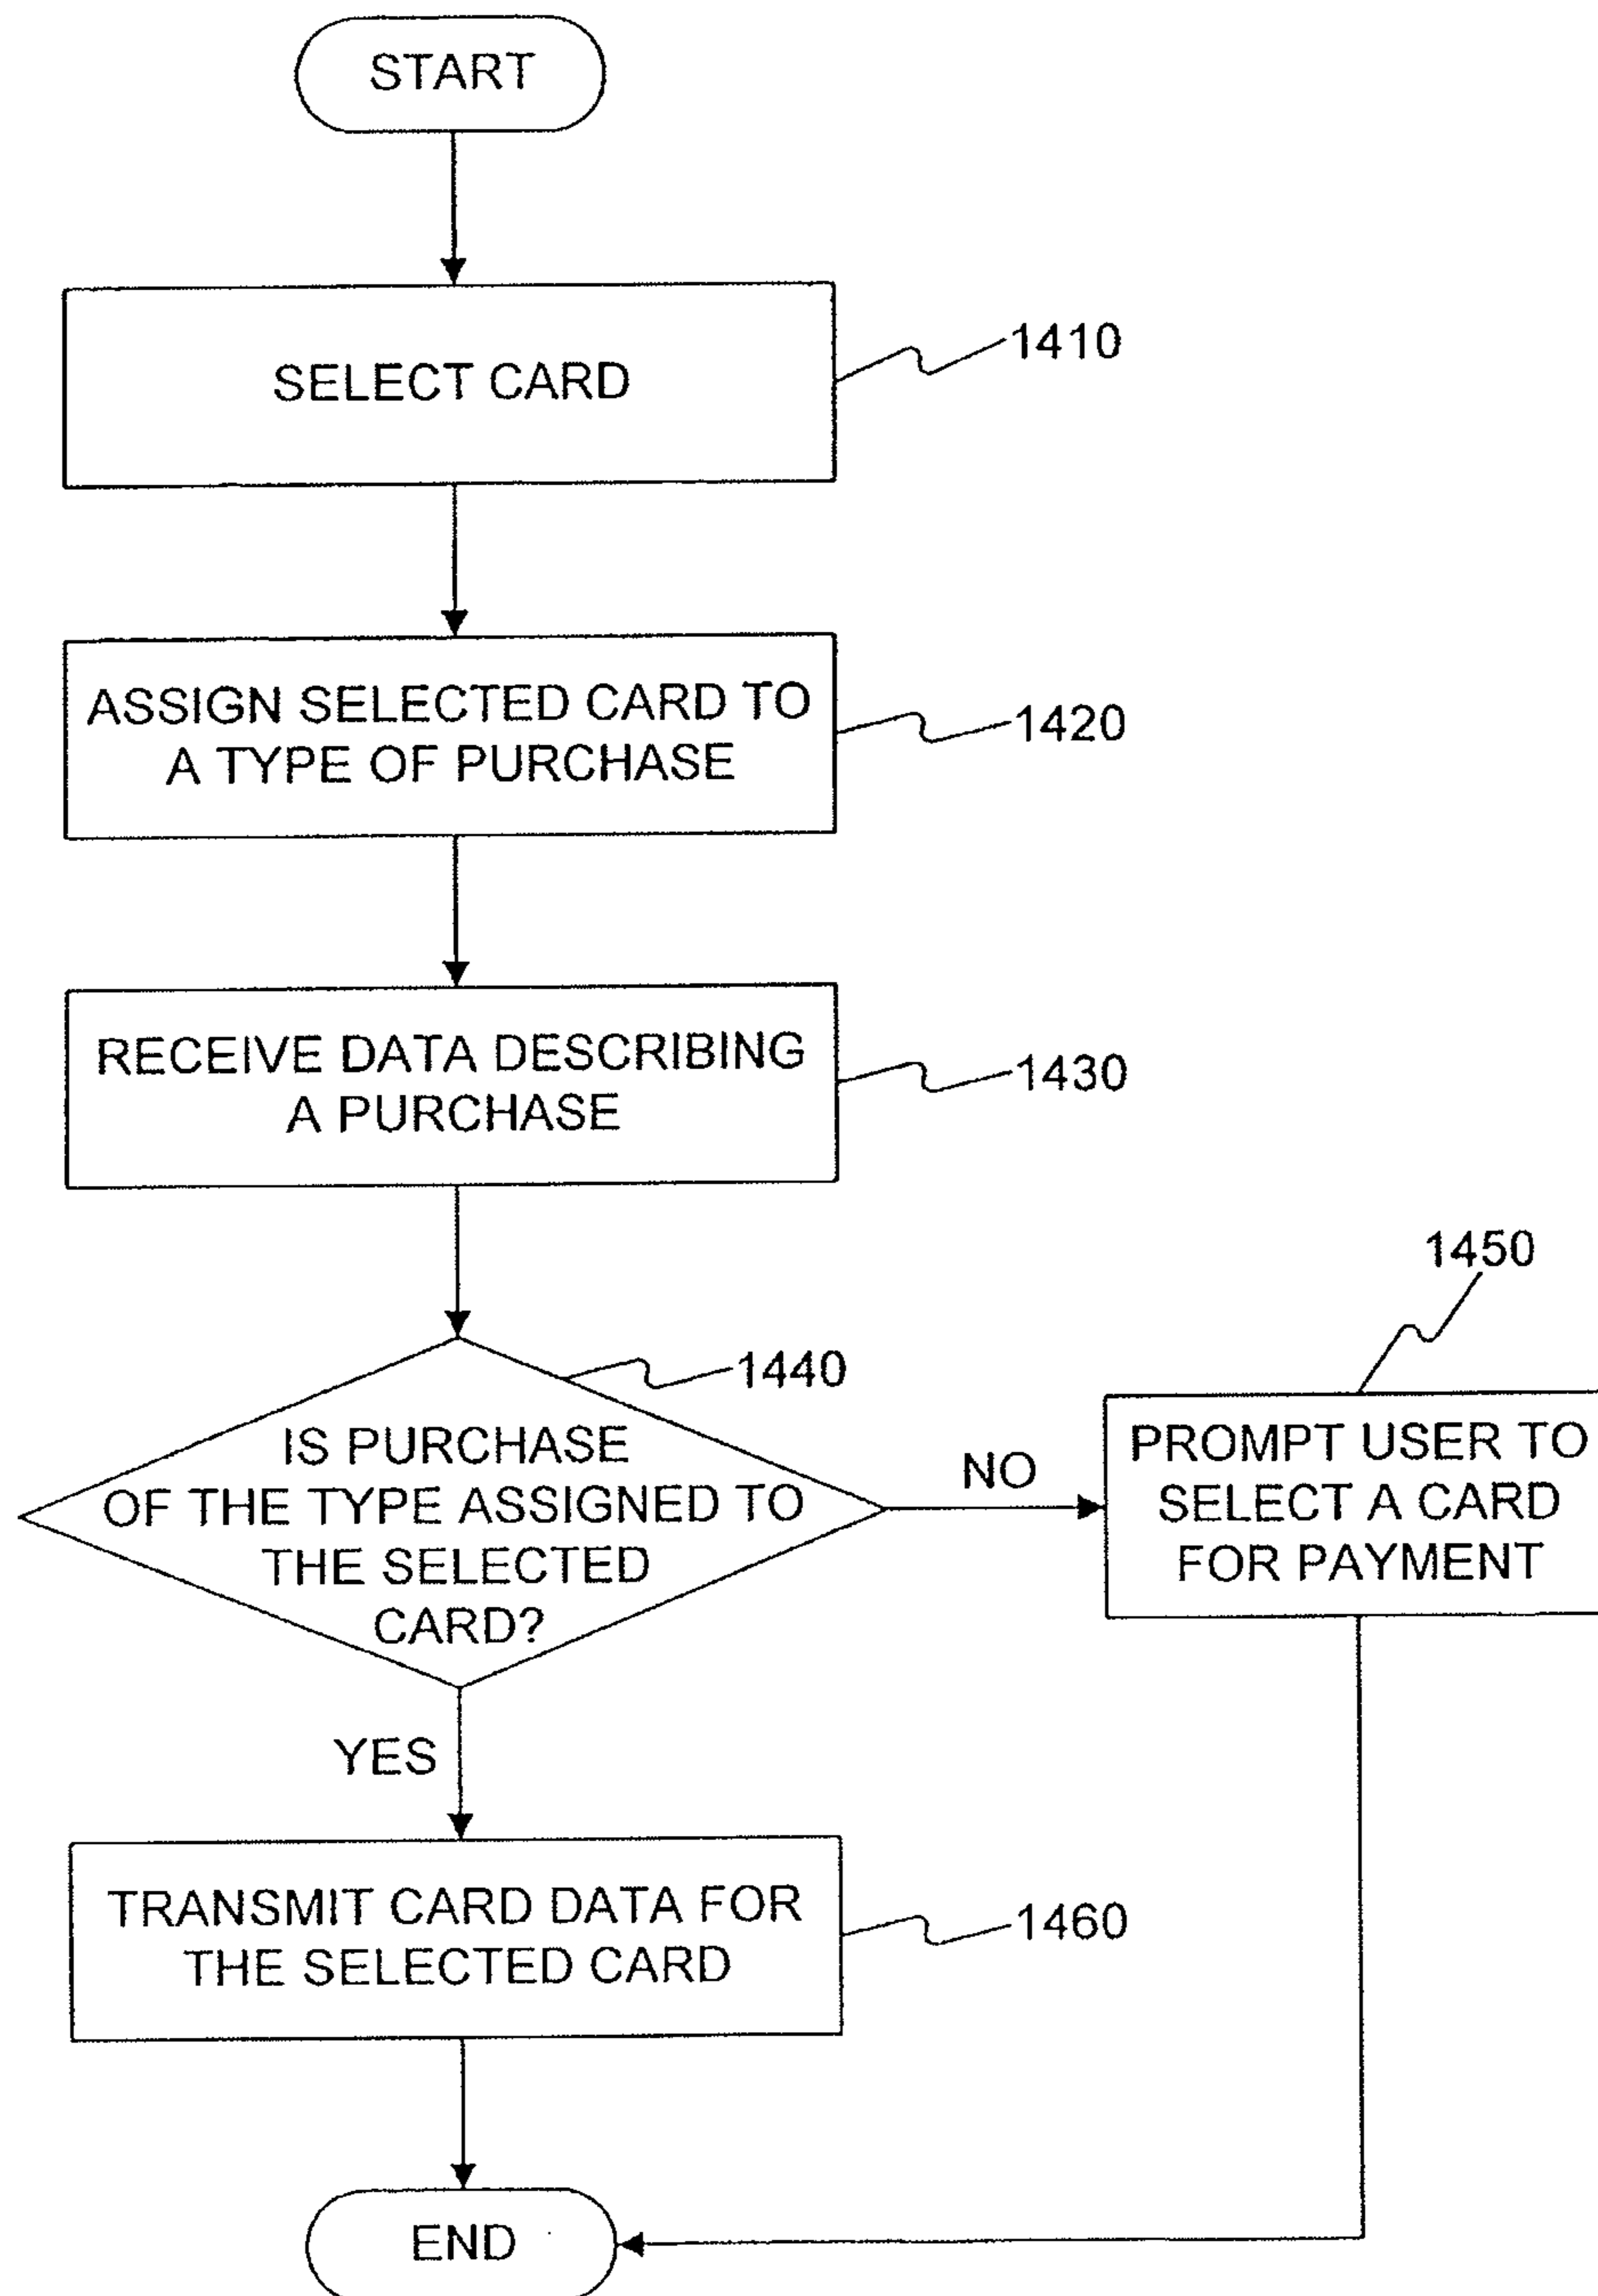 START
SELECT CARD
1410
ASSIGN SELECTED CARD TO
A TYPE OF PURCHASE
1420
RECEIVE DATA DESCRIBING
A PURCHASE
1430
1440
IS PURCHASE
OF THE TYPE ASSIGNED TO
THE SELECTED
CARD?
NO
1450
PROMPT USER TO
SELECT A CARD
FOR PAYMENT
YES
TRANSMIT CARD DATA FOR
THE SELECTED CARD
1460
END